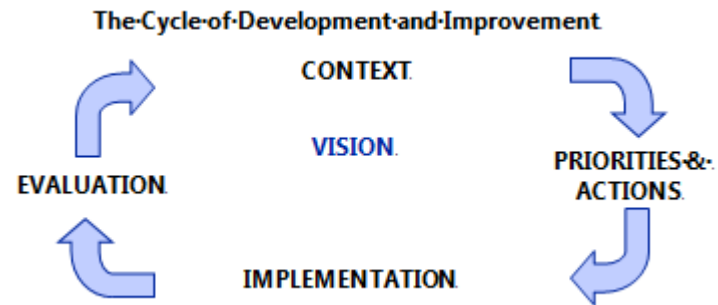 The·Cycle·of·Development·and·Improvement
CONTEXT
VISION
PRIORITIES·&·
ACTIONS
EVALUATION
IMPLEMENTATION